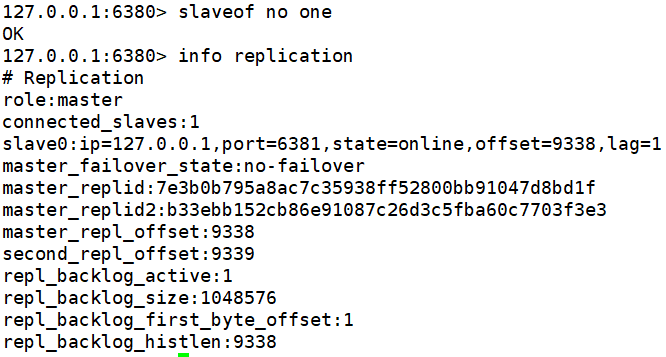 127.0.0.1:6380> slaveof no one
OK
127.0.0.1:6380> info replication
# Replication
role:master
connected_slaves:1
slave0:ip=127.0.0.1,port=6381,state=online,offset=9338,lag=1
master_failover_state:no-failover
master_replid:7e3b0b795a8ac7c35938ff52800bb91047d8bd1f
master_replid2:b33ebb152cb86e91087c26d3c5fba60c7703f3e3
master_repl_offset:9338
second_repl_offset:9339
repl_backlog_active:1
repl_backlog_size:1048576
repl_backlog_first_byte_offset:1
repl_backlog_histlen:9338